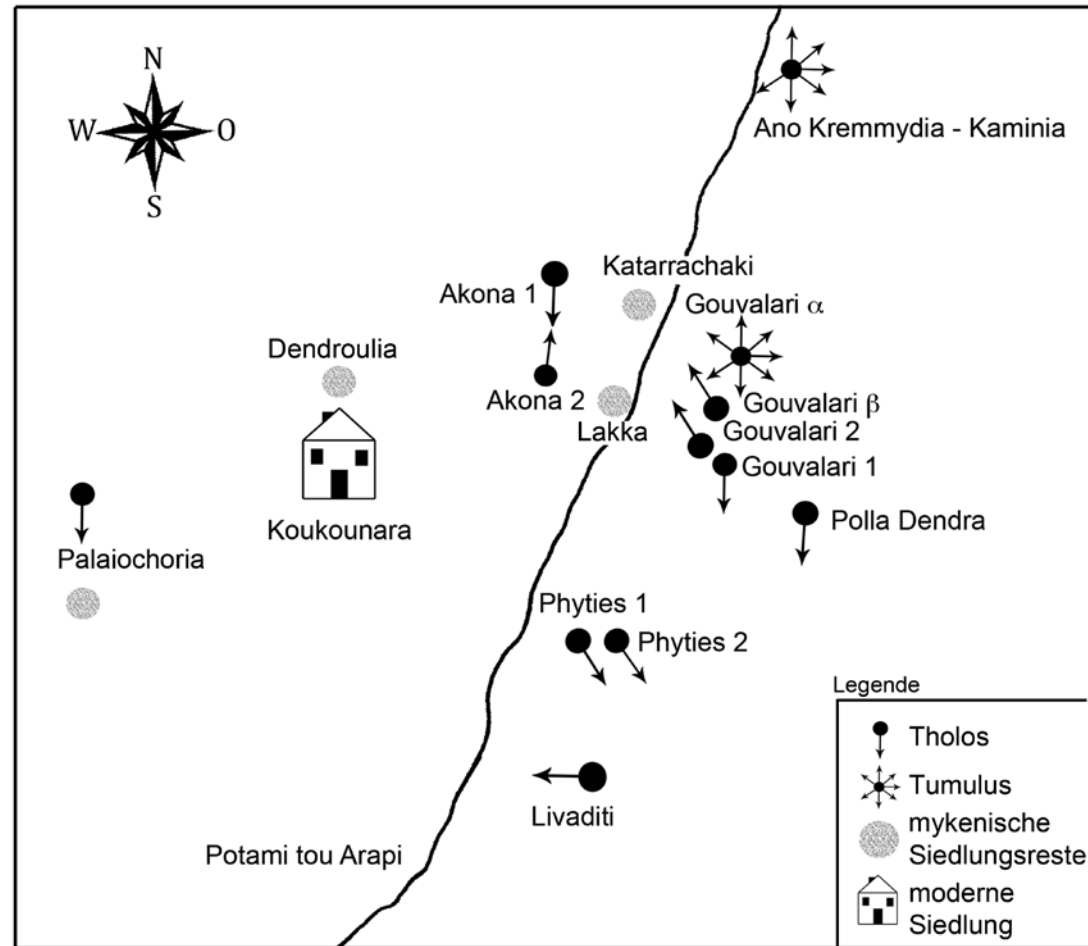 N
W
O
S
Ano Kremmydia - Kaminia
Katarrachaki
Akona 1
Gouvalari α
Dendroulia
Akona 2
Gouvalari β
Lakka
Gouvalari 2
Gouvalari 1
Koukounara
Polla Dendra
Palaiochoria
Phyties 1
Phyties 2
Livaditi
Potami tou Arapi
Legende
Tholos
Tumulus
mykenische
Siedlungsreste
moderne
Siedlung